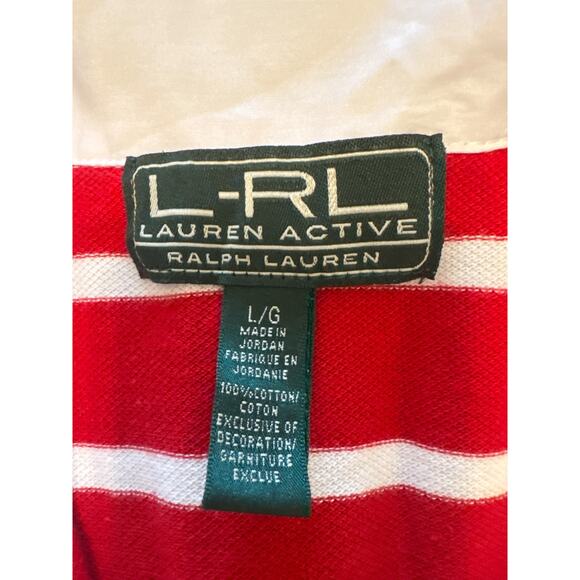 L-RL
LAUREN ACTIVE
RALPH LAUREN
L/G
MADE IN
JORDAN
FABRIQUE EN
JORDANIE
100%COTTON/
COTON
EXCLUSIVE OF
DECORATION/
GARNITURE
EXCLUE